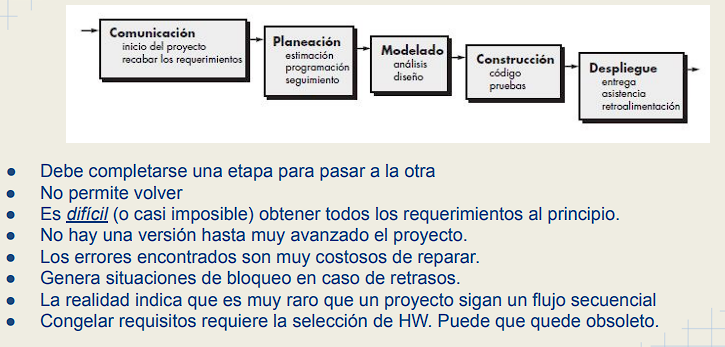 Comunicación
inicio del proyecto
recabar los requerimientos
Planeación
estimación
programación
seguimiento
Modelado
análisis
diseño
Construcción
código
pruebas
Despliegue
entrega
asistencia
retroalimentación
● Debe completarse una etapa para pasar a la otra
● No permite volver
● Es difícil (o casi imposible) obtener todos los requerimientos al principio.
● No hay una versión hasta muy avanzado el proyecto.
● Los errores encontrados son muy costosos de reparar.
● Genera situaciones de bloqueo en caso de retrasos.
● La realidad indica que es muy raro que un proyecto sigan un flujo secuencial
● Congelar requisitos requiere la selección de HW. Puede que quede obsoleto.